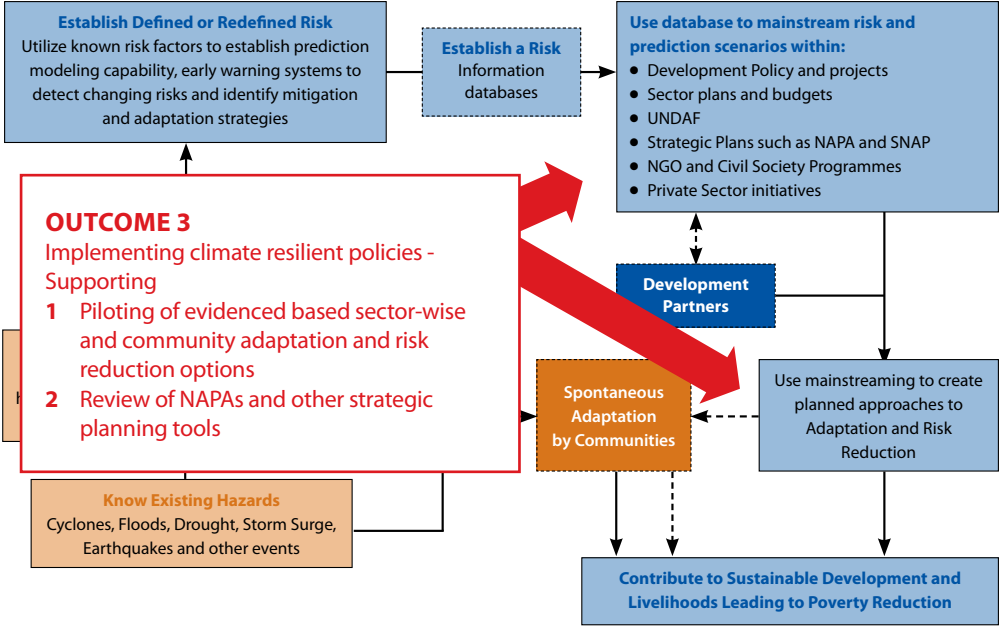 Establish Defined or Redefined Risk
Utilize known risk factors to establish prediction
modeling capability, early warning systems to
detect changing risks and identify mitigation
and adaptation strategies
Establish a Risk
Information
databases
Use database to mainstream risk and
prediction scenarios within:
● Development Policy and projects
● Sector plans and budgets
● UNDAF
● Strategic Plans such as NAPA and SNAP
● NGO and Civil Society Programmes
● Private Sector initiatives
OUTCOME 3
Implementing climate resilient policies -
Supporting
1 Piloting of evidenced based sector-wise
and community adaptation and risk
reduction options
2 Review of NAPAs and other strategic
planning tools
Development
Partners
Spontaneous
Adaptation
by Communities
Use mainstreaming to create
planned approaches to
Adaptation and Risk
Reduction
Know Existing Hazards
Cyclones, Floods, Drought, Storm Surge,
Earthquakes and other events
Contribute to Sustainable Development and
Livelihoods Leading to Poverty Reduction